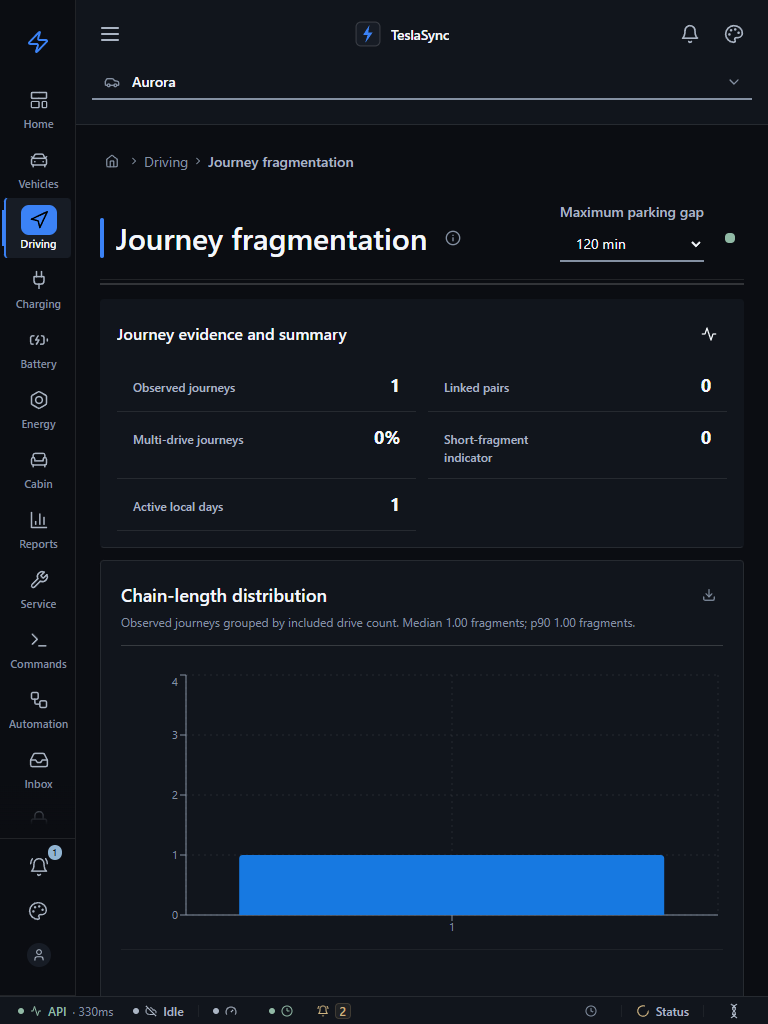 TeslaSync
Aurora
Home
Vehicles
Driving
Charging
Battery
Energy
Cabin
Reports
Service
Commands
Automation
Inbox
1
Driving
Journey fragmentation
Journey fragmentation
Maximum parking gap
120 min
Journey evidence and summary
Observed journeys 1
Linked pairs 0
Multi-drive journeys 0%
Short-fragment
indicator 0
Active local days 1
Chain-length distribution
Observed journeys grouped by included drive count. Median 1.00 fragments; p90 1.00 fragments.
4
3
2
1
0
1
API · 330ms
Idle
2
Status